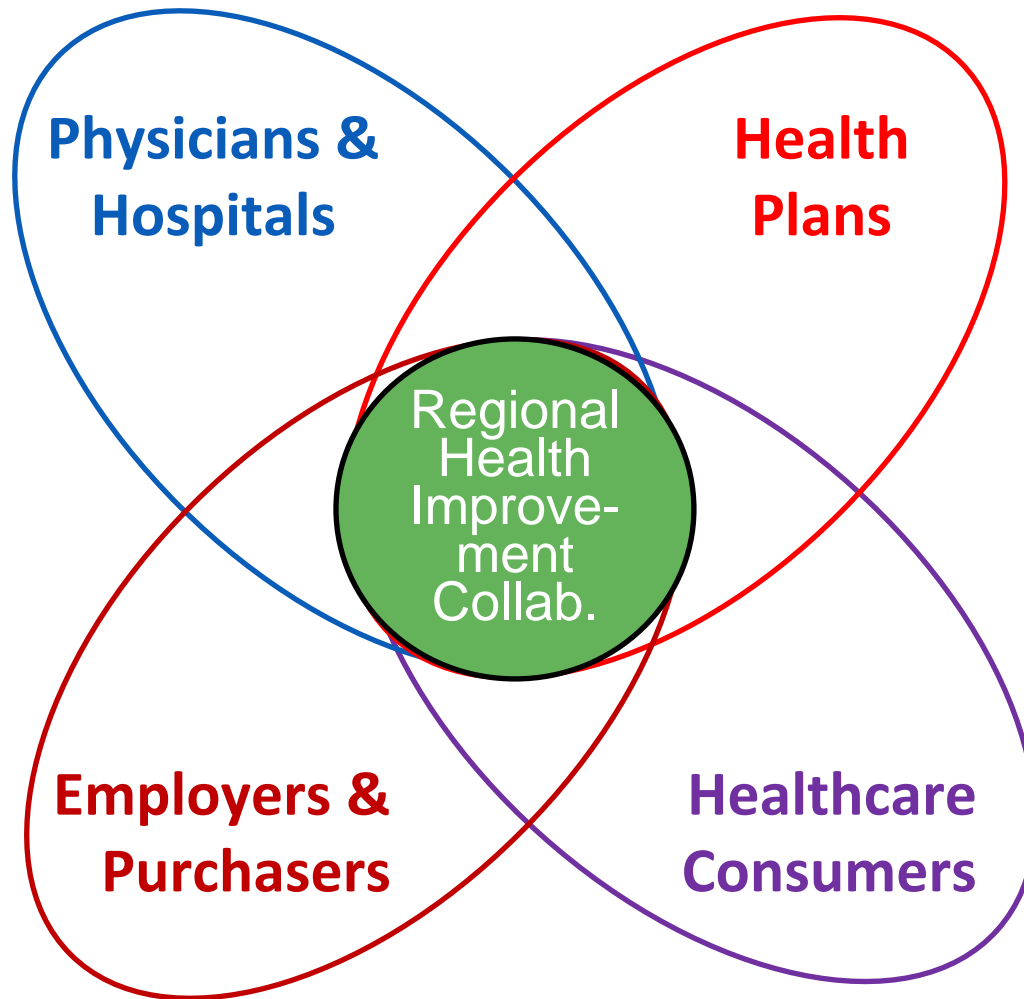 Physicians &
Hospitals
Health
Plans
Regional
Health
Improve-
ment
Collab.
Employers &
Purchasers
Healthcare
Consumers